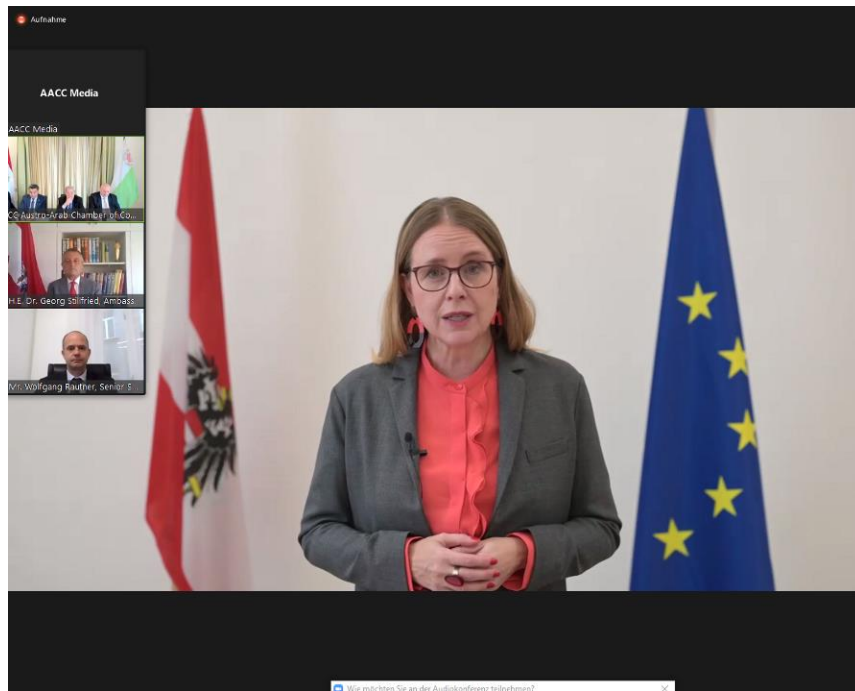 Aufnahme
AACC Media
AACC Media
CC Austro-Arab Chamber of Co...
H.E. Dr. Georg Stillfried, Ambass
Mr. Wolfgang Rautner, Senior S
Wie möchten Sie an der Audiokonferenz teilnehmen?